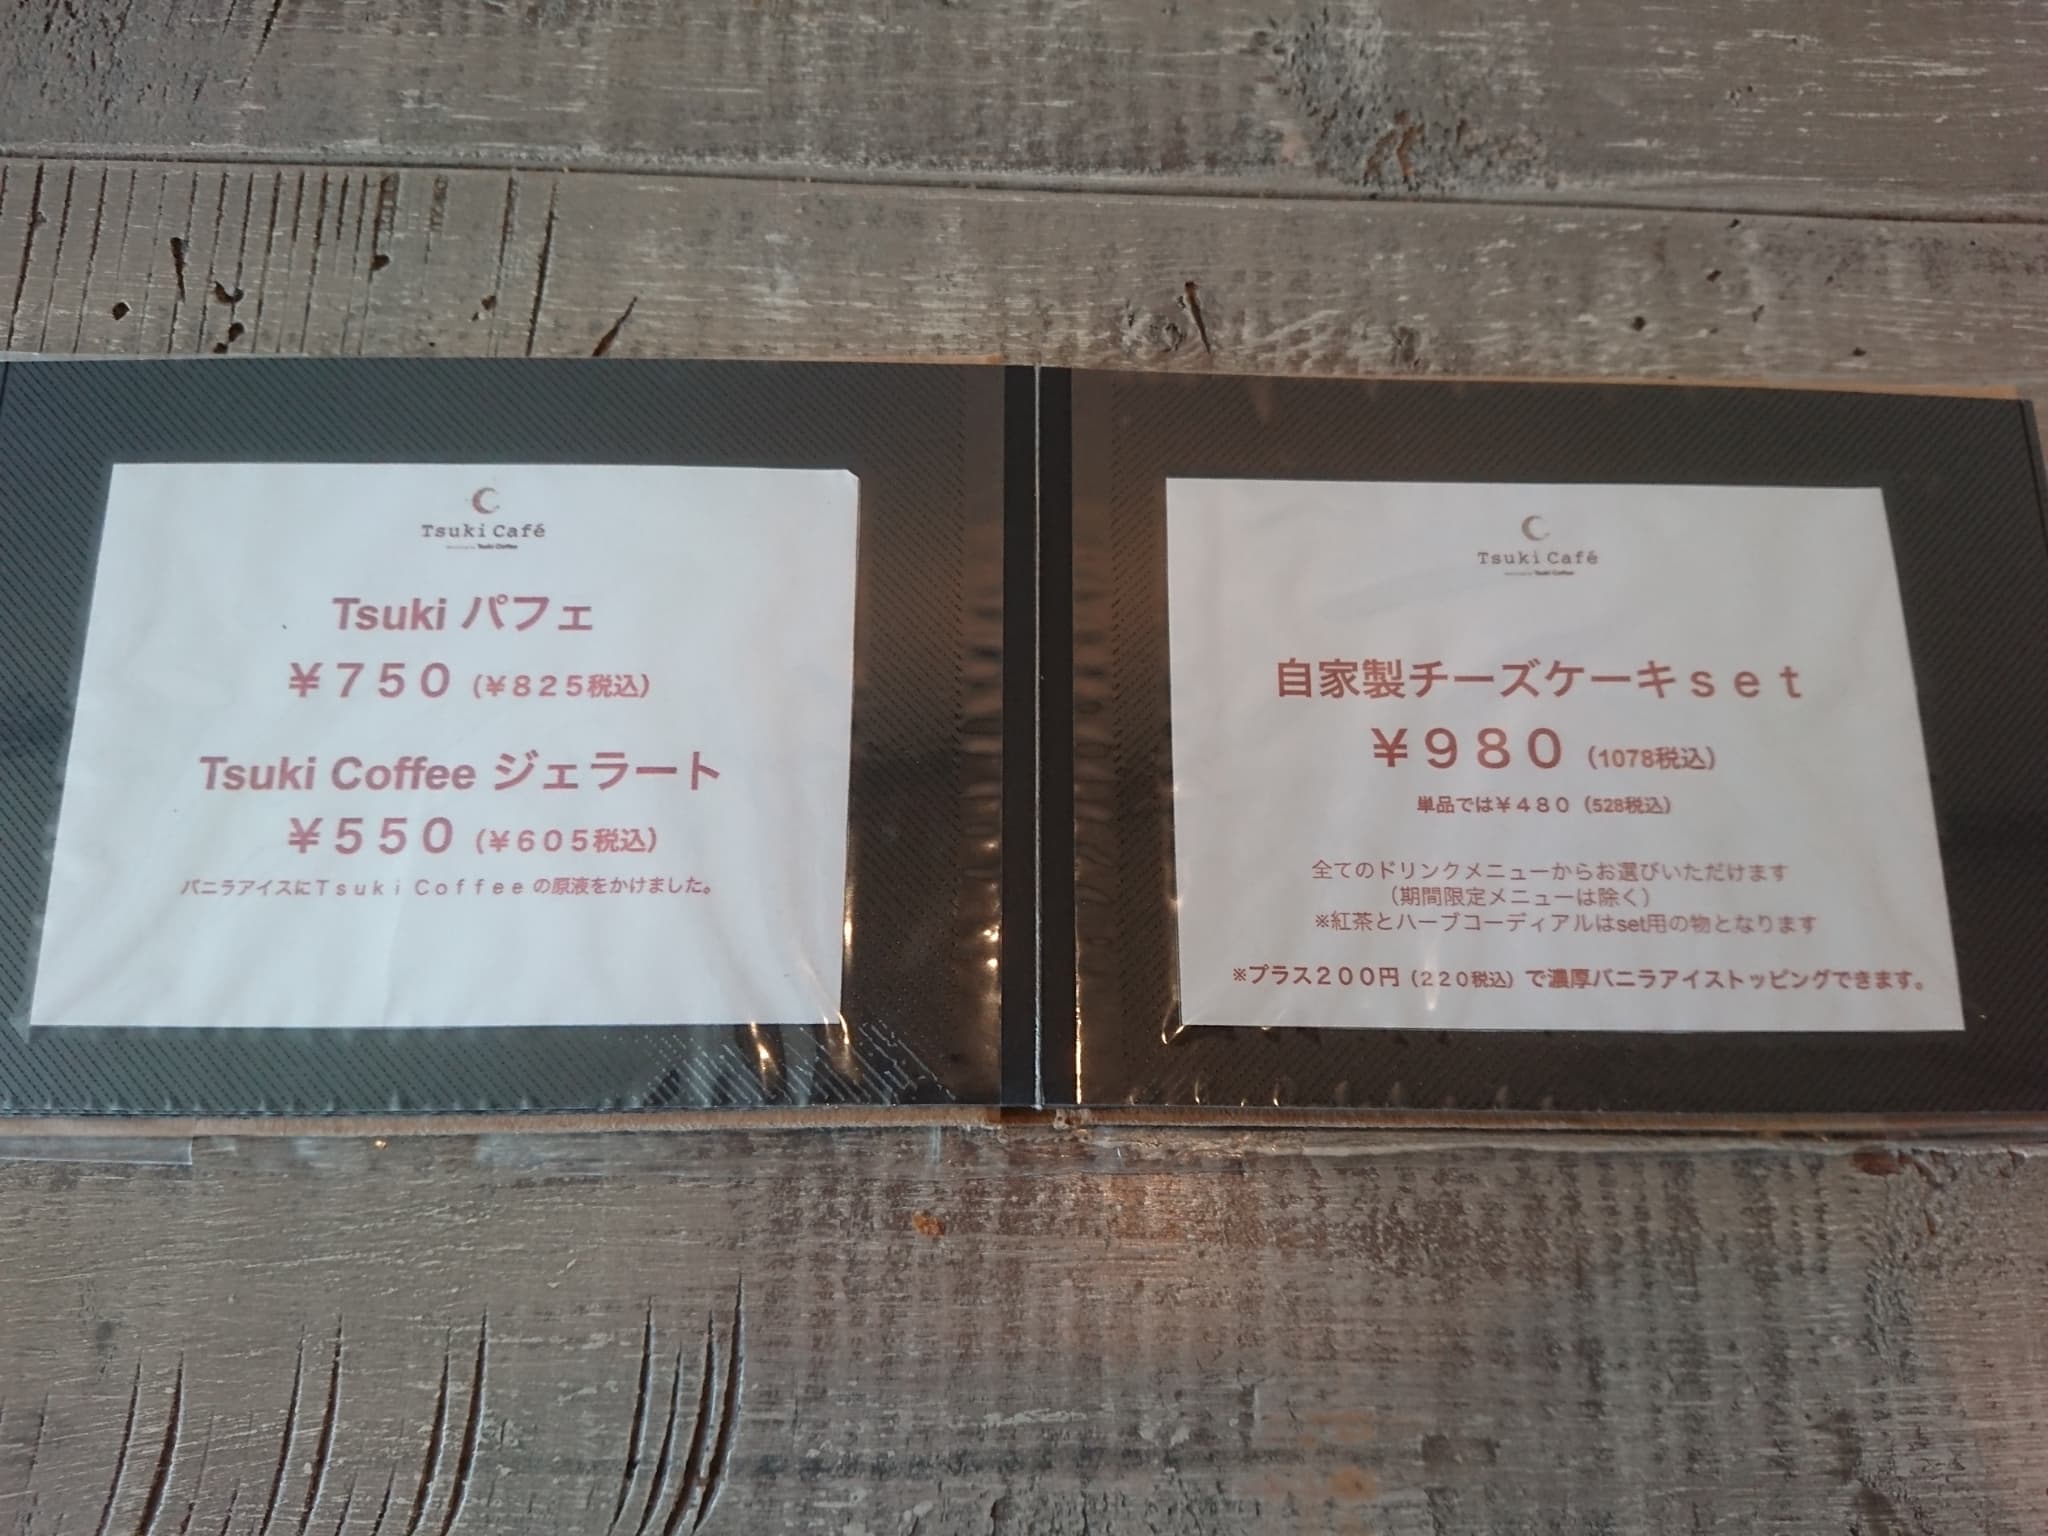 Tsuki Café
Tsuki Coffee
Tsuki パフェ
￥７５０（￥８２５税込）
Tsuki Coffee ジェラート
￥５５０（￥６０５税込）
バニラアイスにＴｓｕｋｉ Ｃｏｆｆｅｅ の原液をかけました。
Tsuki Café
Tsuki Coffee
自家製チーズケーキｓｅｔ
￥９８０（1078税込）
単品では￥４８０（528税込）
全てのドリンクメニューからお選びいただけます
（期間限定メニューは除く）
※紅茶とハーブコーディアルはset用の物となります
※プラス２００円（２２０税込）で濃厚バニラアイストッピングできます。